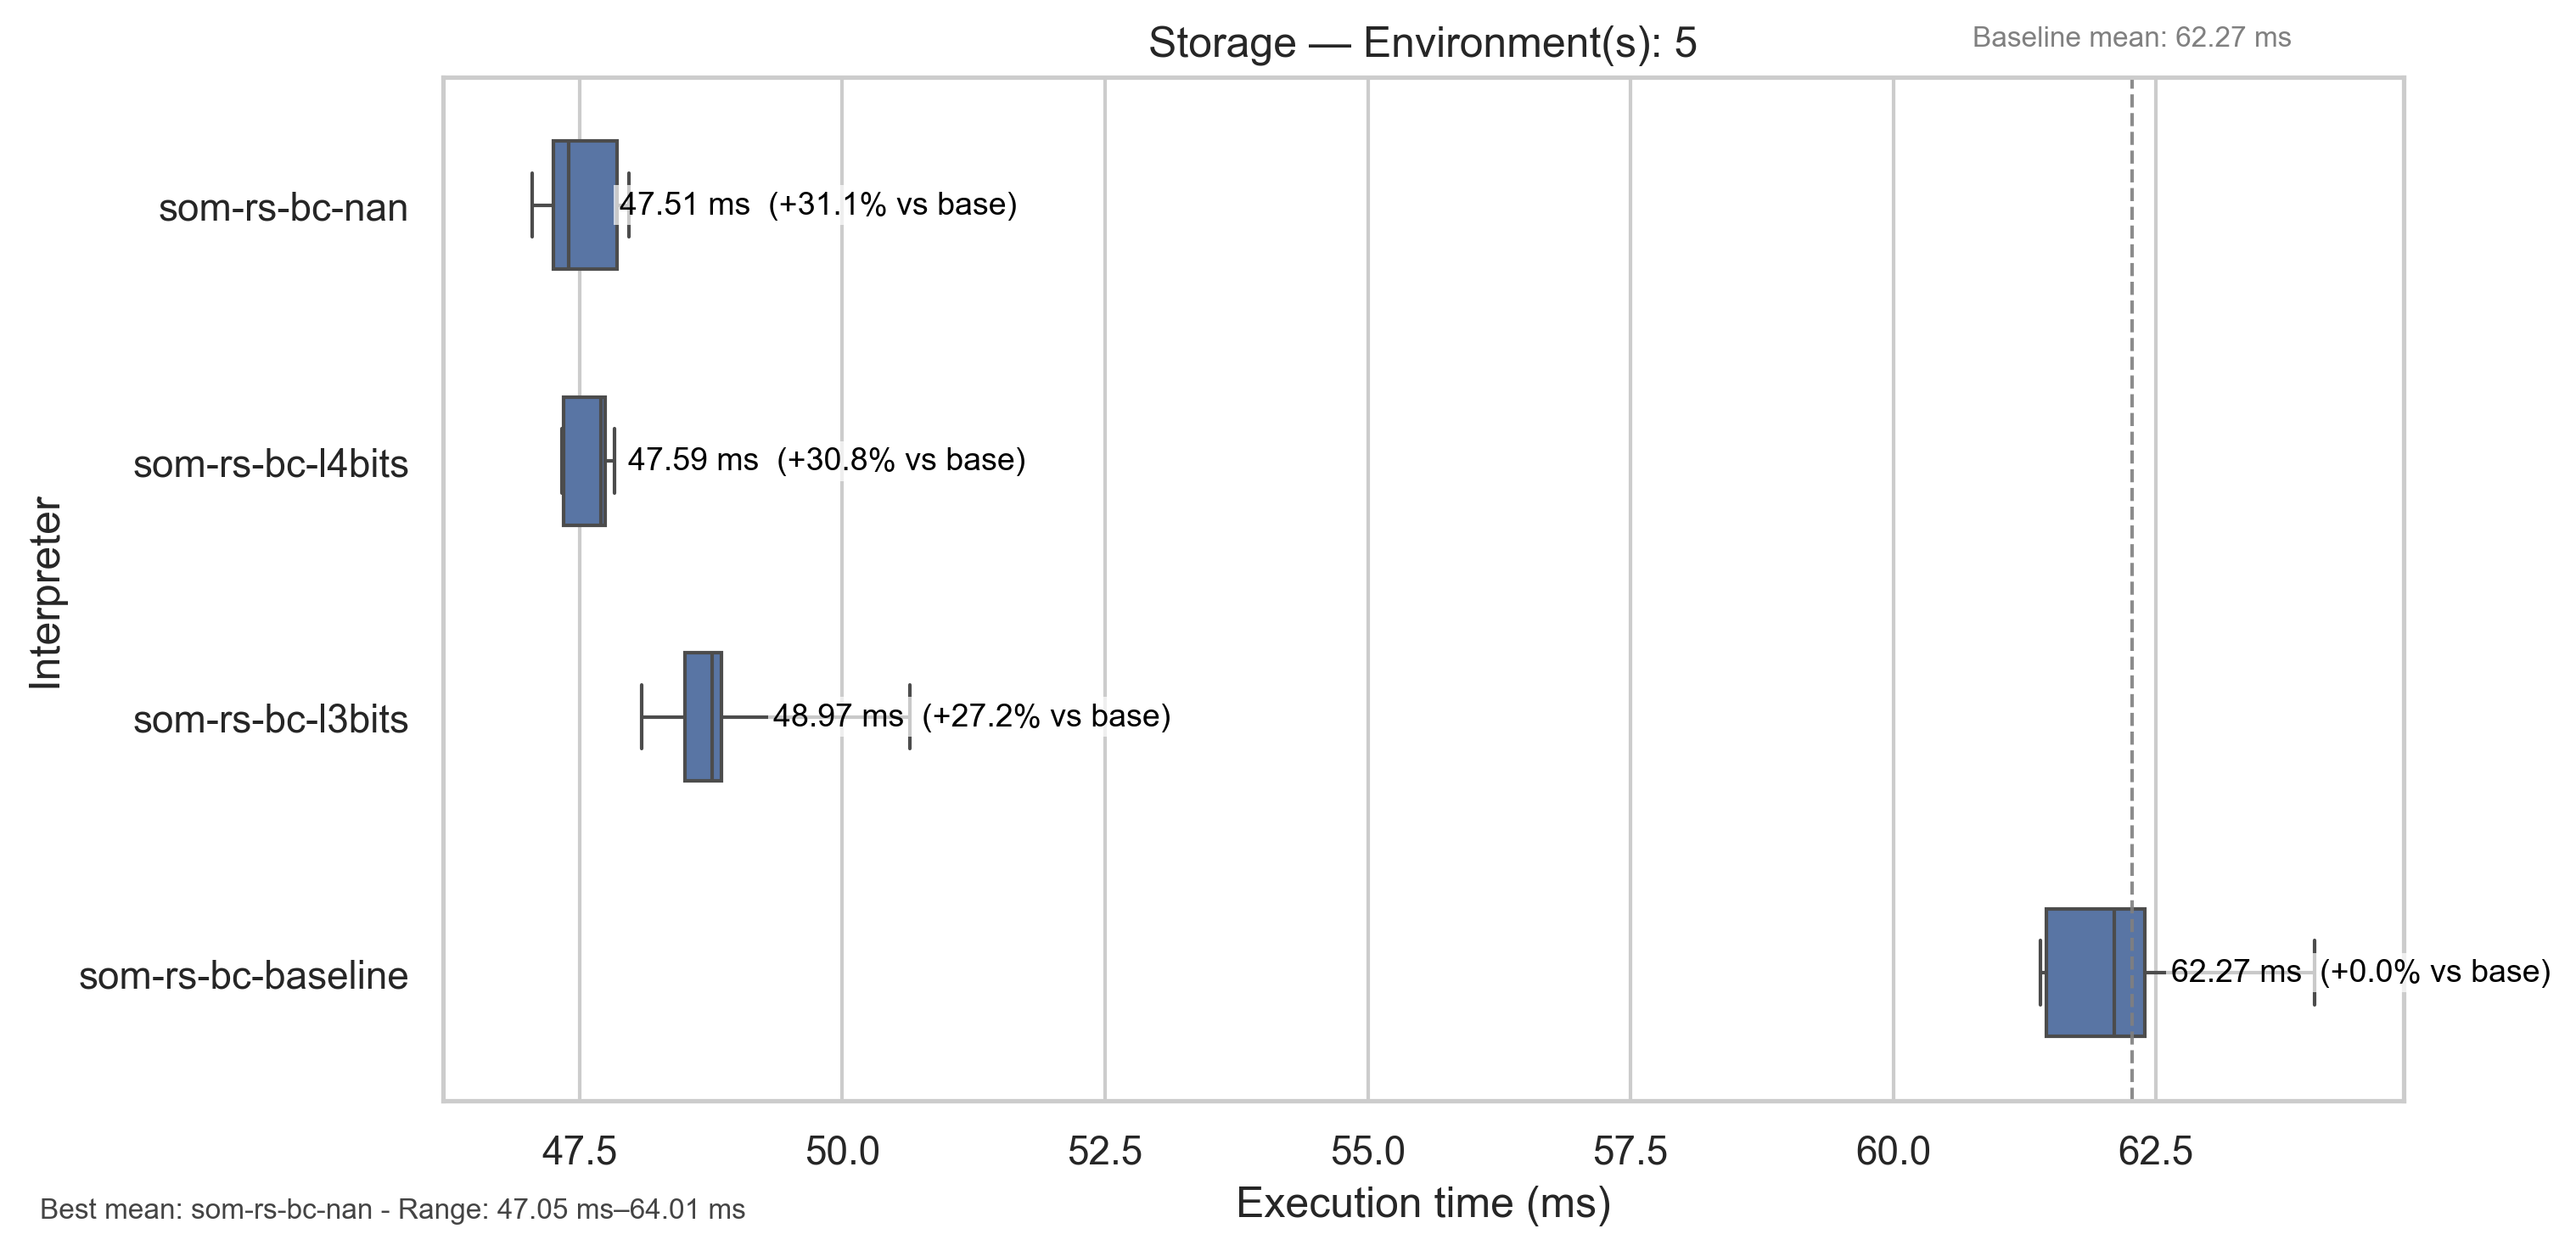 Storage — Environment(s): 5
Baseline mean: 62.27 ms
Interpreter
som-rs-bc-nan
47.51 ms (+31.1% vs base)
som-rs-bc-l4bits
47.59 ms (+30.8% vs base)
som-rs-bc-l3bits
48.97 ms (+27.2% vs base)
som-rs-bc-baseline
62.27 ms (+0.0% vs base)
47.5 50.0 52.5 55.0 57.5 60.0 62.5
Execution time (ms)
Best mean: som-rs-bc-nan - Range: 47.05 ms–64.01 ms